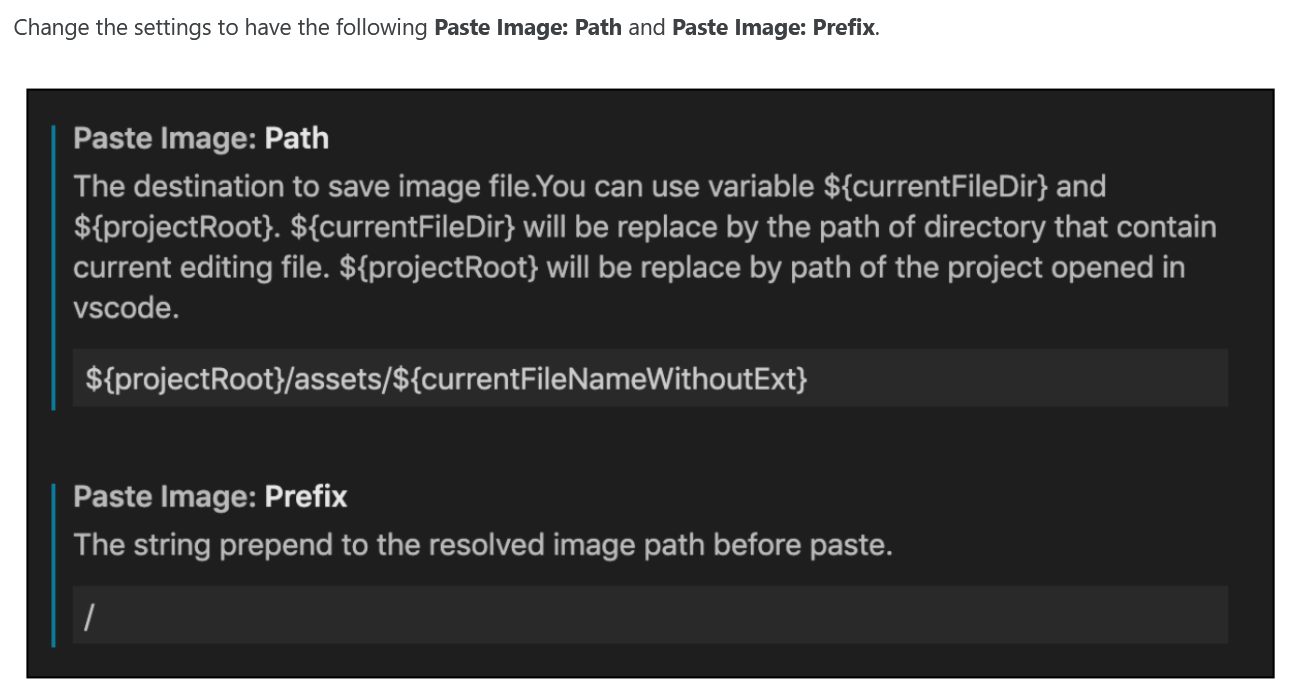 Change the settings to have the following Paste Image: Path and Paste Image: Prefix.
Paste Image: Path
The destination to save image file.You can use variable ${currentFileDir} and
${projectRoot}. ${currentFileDir} will be replace by the path of directory that contain
current editing file. ${projectRoot} will be replace by path of the project opened in
vscode.
${projectRoot}/assets/${currentFileNameWithoutExt}
Paste Image: Prefix
The string prepend to the resolved image path before paste.
/